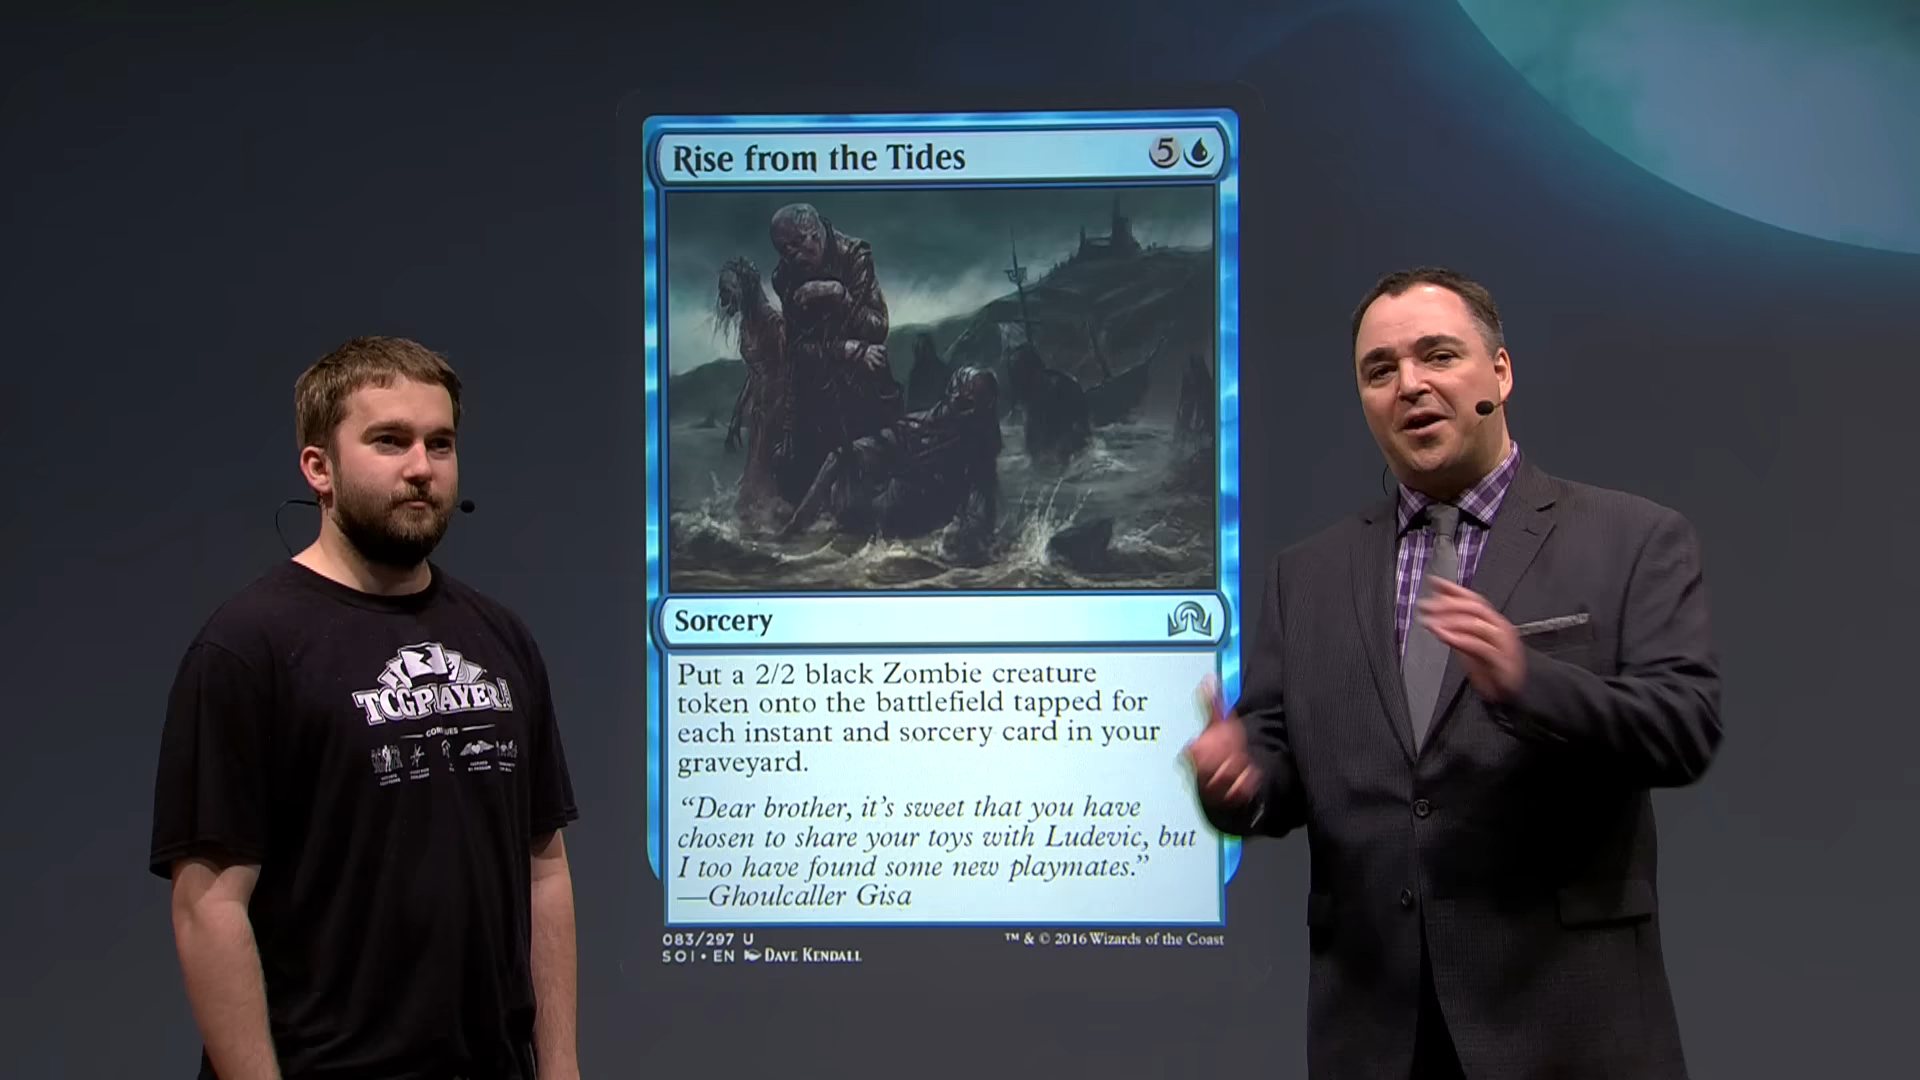 Rise from the Tides 5
Sorcery
Put a 2/2 black Zombie creature
token onto the battlefield tapped for
each instant and sorcery card in your
graveyard.
“Dear brother, it’s sweet that you have
chosen to share your toys with Ludevic, but
I too have found some new playmates.”
—Ghoulcaller Gisa
083/297 U
SOI • EN DAVE KENDALL
™ & © 2016 Wizards of the Coast
TCGPLAYER